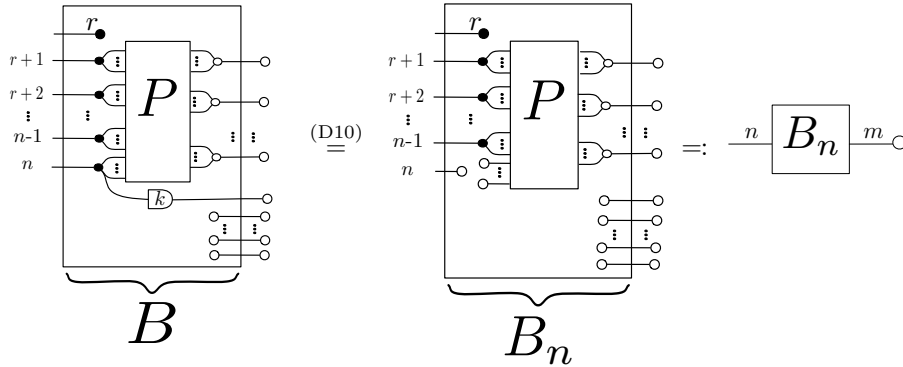 r r
r+1 r+1
r+2 P r+2 P
n-1 (D10) n-1 n B_n m
n = n =:
k
B B_n